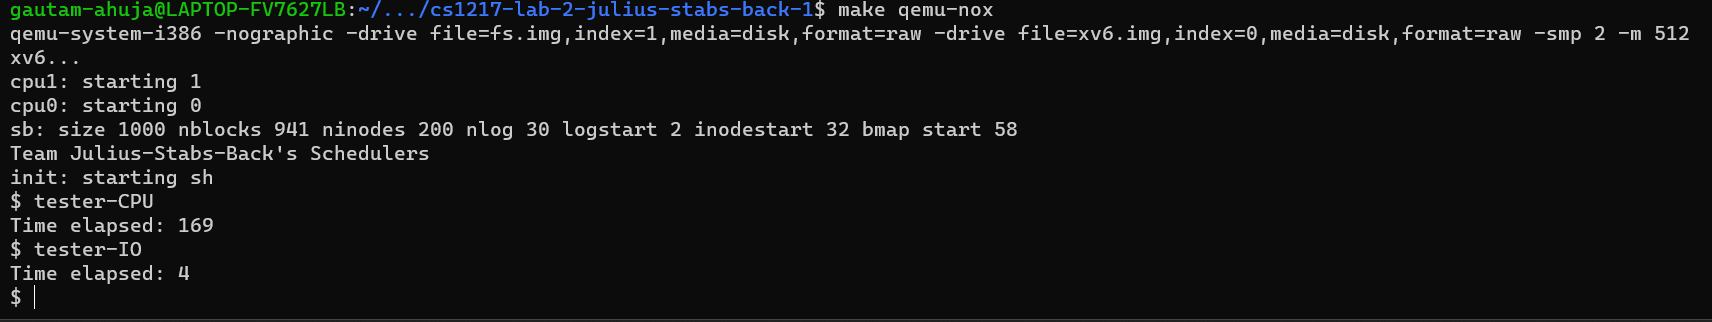 gautam-ahuja@LAPTOP-FV7627LB:~/.../cs1217-lab-2-julius-stabs-back-1$ make qemu-nox
qemu-system-i386 -nographic -drive file=fs.img,index=1,media=disk,format=raw -drive file=xv6.img,index=0,media=disk,format=raw -smp 2 -m 512
xv6...
cpu1: starting 1
cpu0: starting 0
sb: size 1000 nblocks 941 ninodes 200 nlog 30 logstart 2 inodestart 32 bmap start 58
Team Julius-Stabs-Back's Schedulers
init: starting sh
$ tester-CPU
Time elapsed: 169
$ tester-IO
Time elapsed: 4
$